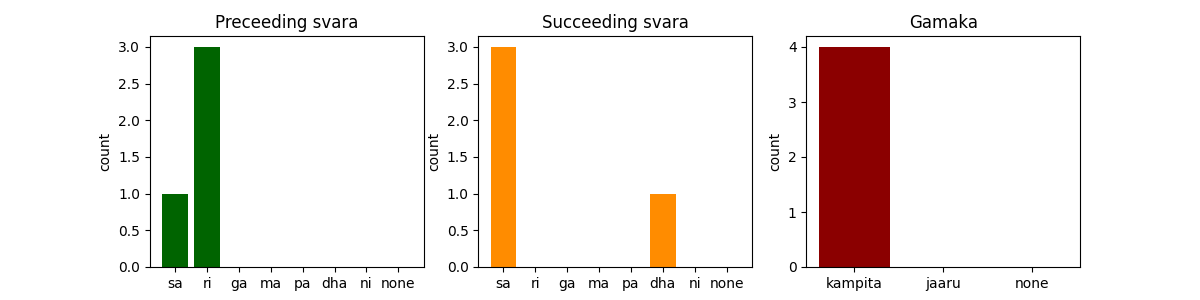 Preceeding svara
count
3.0
2.5
2.0
1.5
1.0
0.5
0.0
sa ri ga ma pa dha ni none
Succeeding svara
count
3.0
2.5
2.0
1.5
1.0
0.5
0.0
sa ri ga ma pa dha ni none
Gamaka
count
4
3
2
1
0
kampita jaaru none